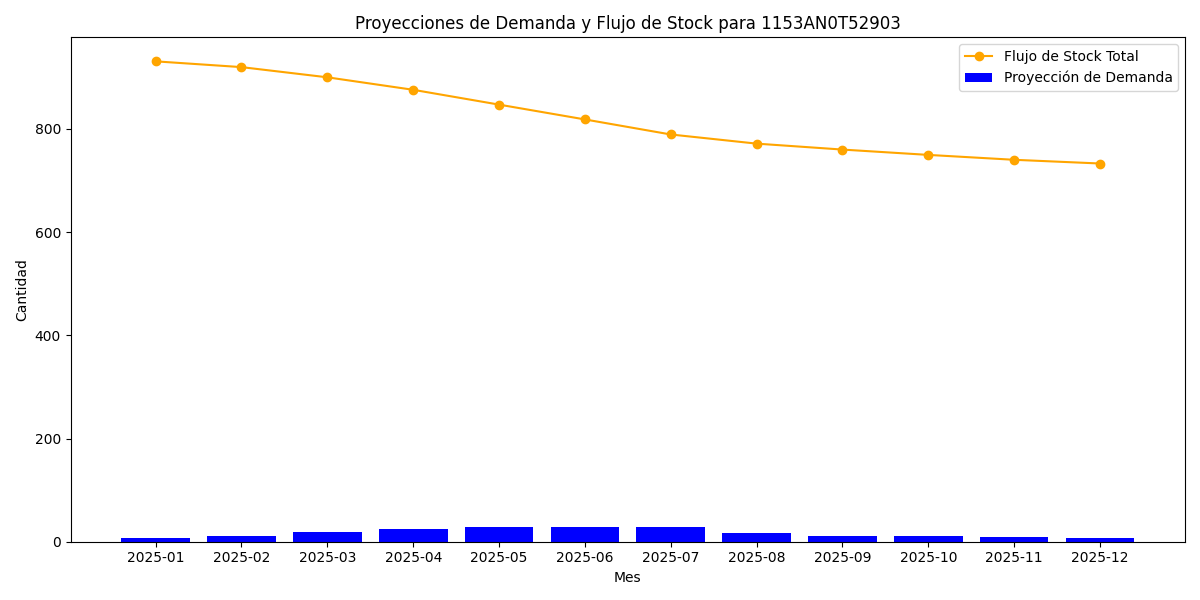 Proyecciones de Demanda y Flujo de Stock para 1153AN0T52903
Flujo de Stock Total
Proyección de Demanda
Cantidad
800
600
400
200
0
2025-01 2025-02 2025-03 2025-04 2025-05 2025-06 2025-07 2025-08 2025-09 2025-10 2025-11 2025-12
Mes